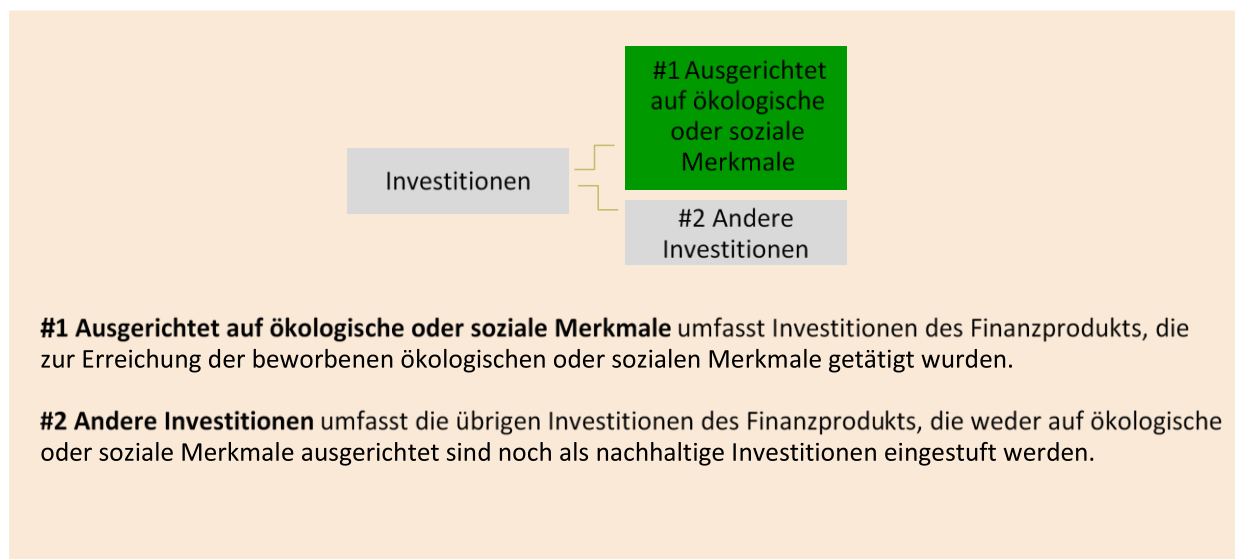 #1 Ausgerichtet
auf ökologische
oder soziale
Merkmale
Investitionen
#2 Andere
Investitionen
#1 Ausgerichtet auf ökologische oder soziale Merkmale umfasst Investitionen des Finanzprodukts, die
zur Erreichung der beworbenen ökologischen oder sozialen Merkmale getätigt wurden.
#2 Andere Investitionen umfasst die übrigen Investitionen des Finanzprodukts, die weder auf ökologische
oder soziale Merkmale ausgerichtet sind noch als nachhaltige Investitionen eingestuft werden.